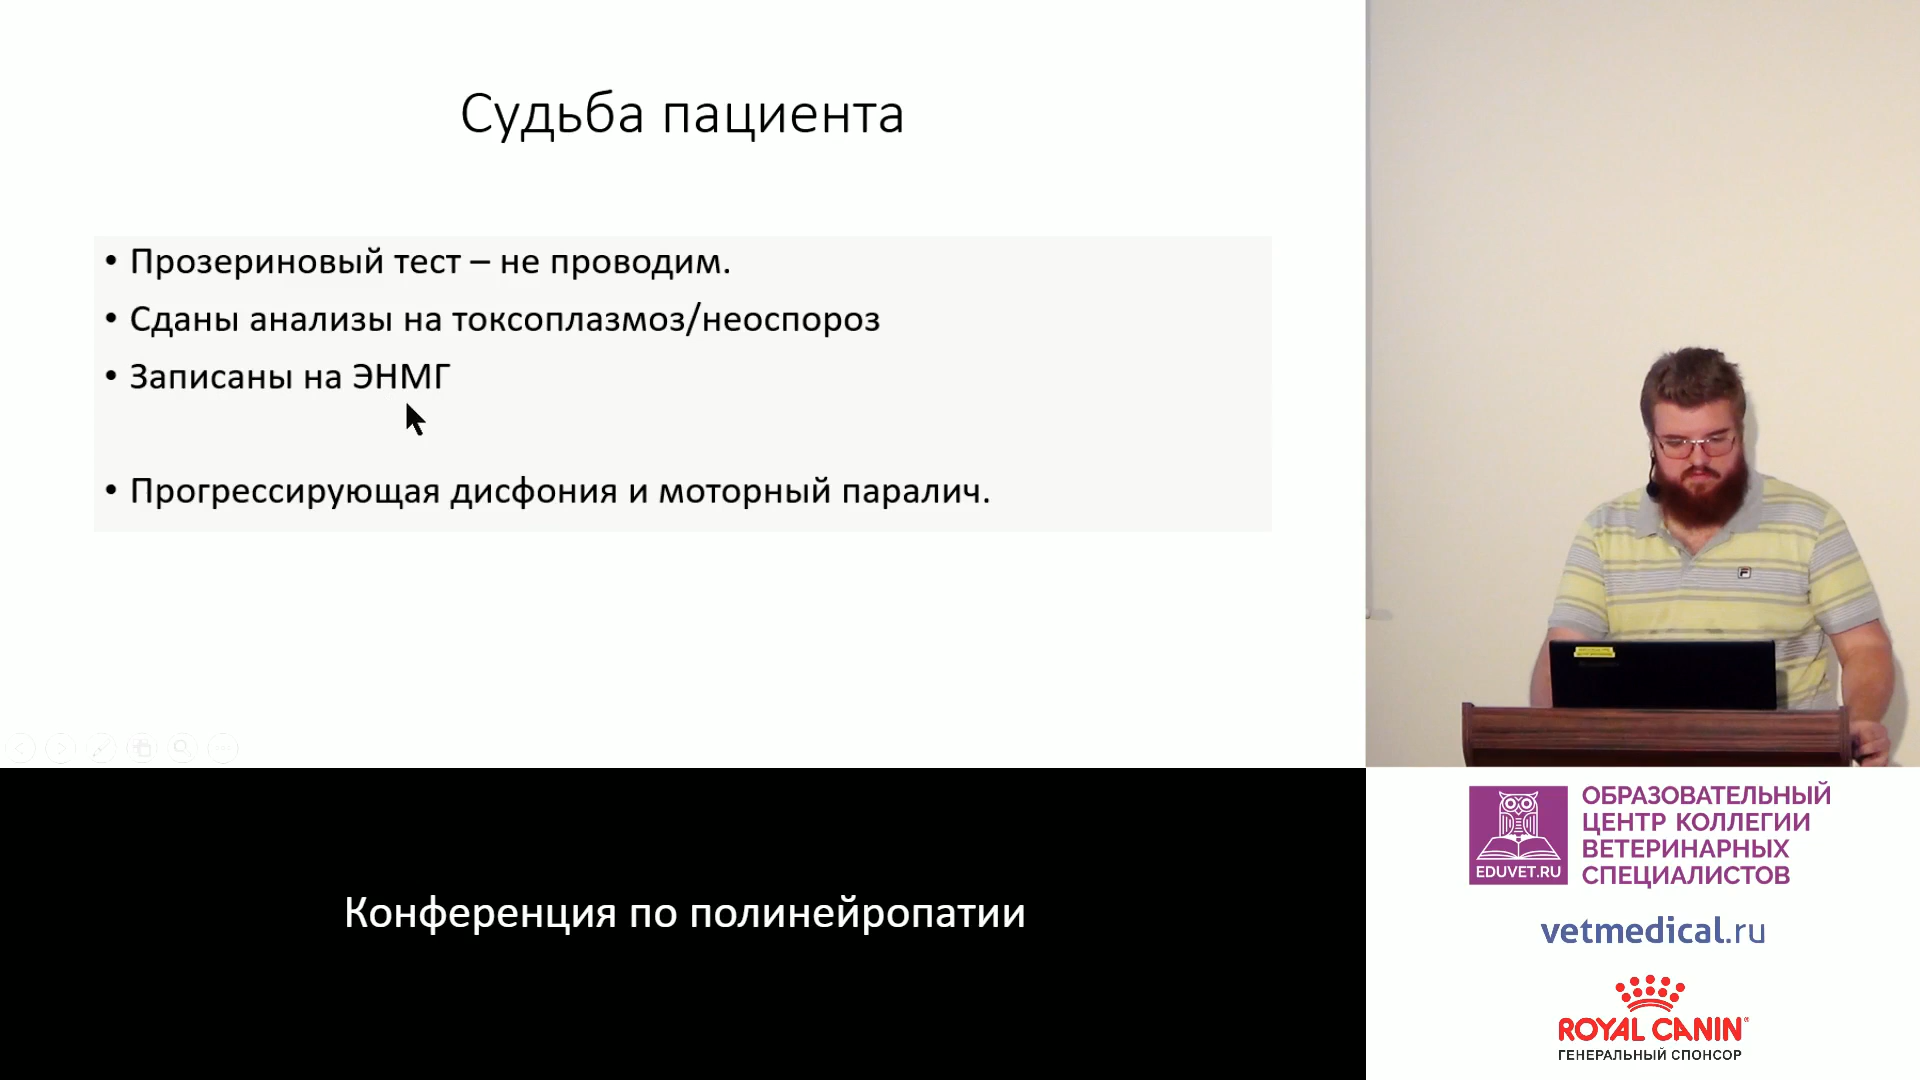 Судьба пациента
• Прозериновый тест – не проводим.
• Сданы анализы на токсоплазмоз/неоспороз
• Записаны на ЭНМГ
• Прогрессирующая дисфония и моторный паралич.
Конференция по полинейропатии
EDUVET.RU
ОБРАЗОВАТЕЛЬНЫЙ
ЦЕНТР КОЛЛЕГИИ
ВЕТЕРИНАРНЫХ
СПЕЦИАЛИСТОВ
vetmedical.ru
ROYAL CANIN
ГЕНЕРАЛЬНЫЙ СПОНСОР